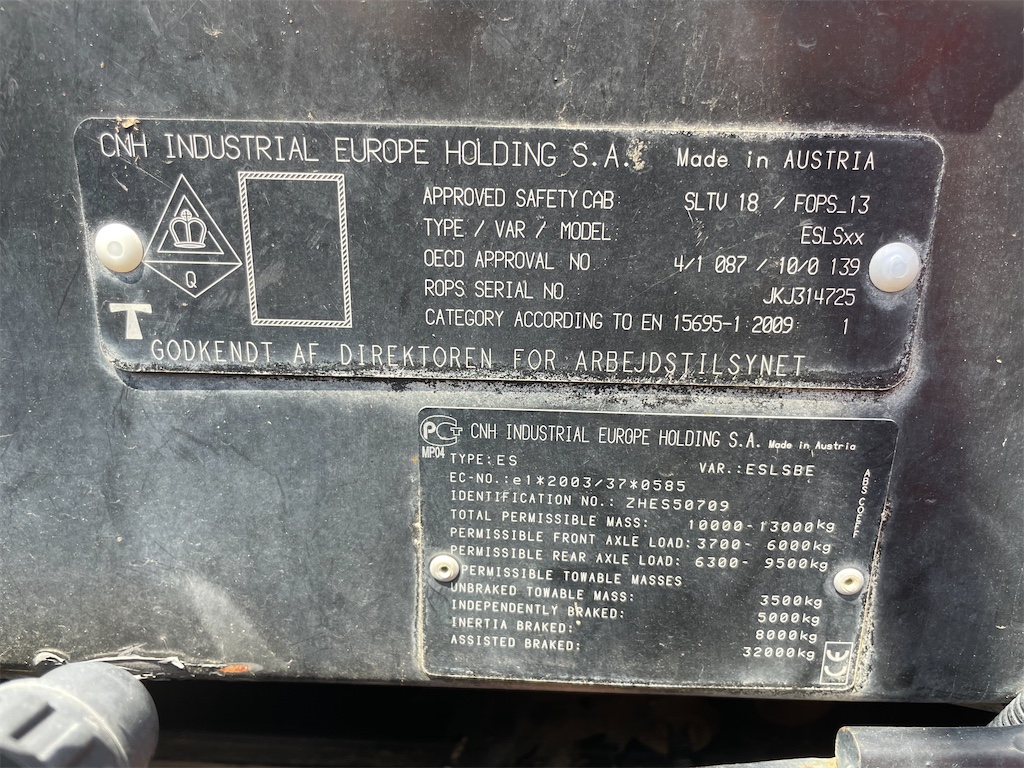 CNH INDUSTRIAL EUROPE HOLDING S.A. Made in AUSTRIA
APPROVED SAFETY CAB: SLTV 18 / FOPS_13
TYPE / VAR / MODEL: ESLSxx
OECD APPROVAL NO : 4/1 087 / 10/0 139
ROPS SERIAL NO : JKJ314725
CATEGORY ACCORDING TO EN 15695-1:2009: 1
Q
T
GODKENDT AF DIREKTOREN FOR ARBEJDSTILSYNET
PCT CNH INDUSTRIAL EUROPE HOLDING S.A. Made in Austria
MP04
TYPE:ES VAR.:ESLSBE
EC-NO.:e1*2003/37*0585
IDENTIFICATION NO.: ZHES50709
TOTAL PERMISSIBLE MASS: 10000-13000kg
PERMISSIBLE FRONT AXLE LOAD: 3700- 6000kg
PERMISSIBLE REAR AXLE LOAD: 6300- 9500kg
PERMISSIBLE TOWABLE MASSES
UNBRAKED TOWABLE MASS: 3500kg
INDEPENDENTLY BRAKED: 5000kg
INERTIA BRAKED: 8000kg
ASSISTED BRAKED: 32000kg
CE